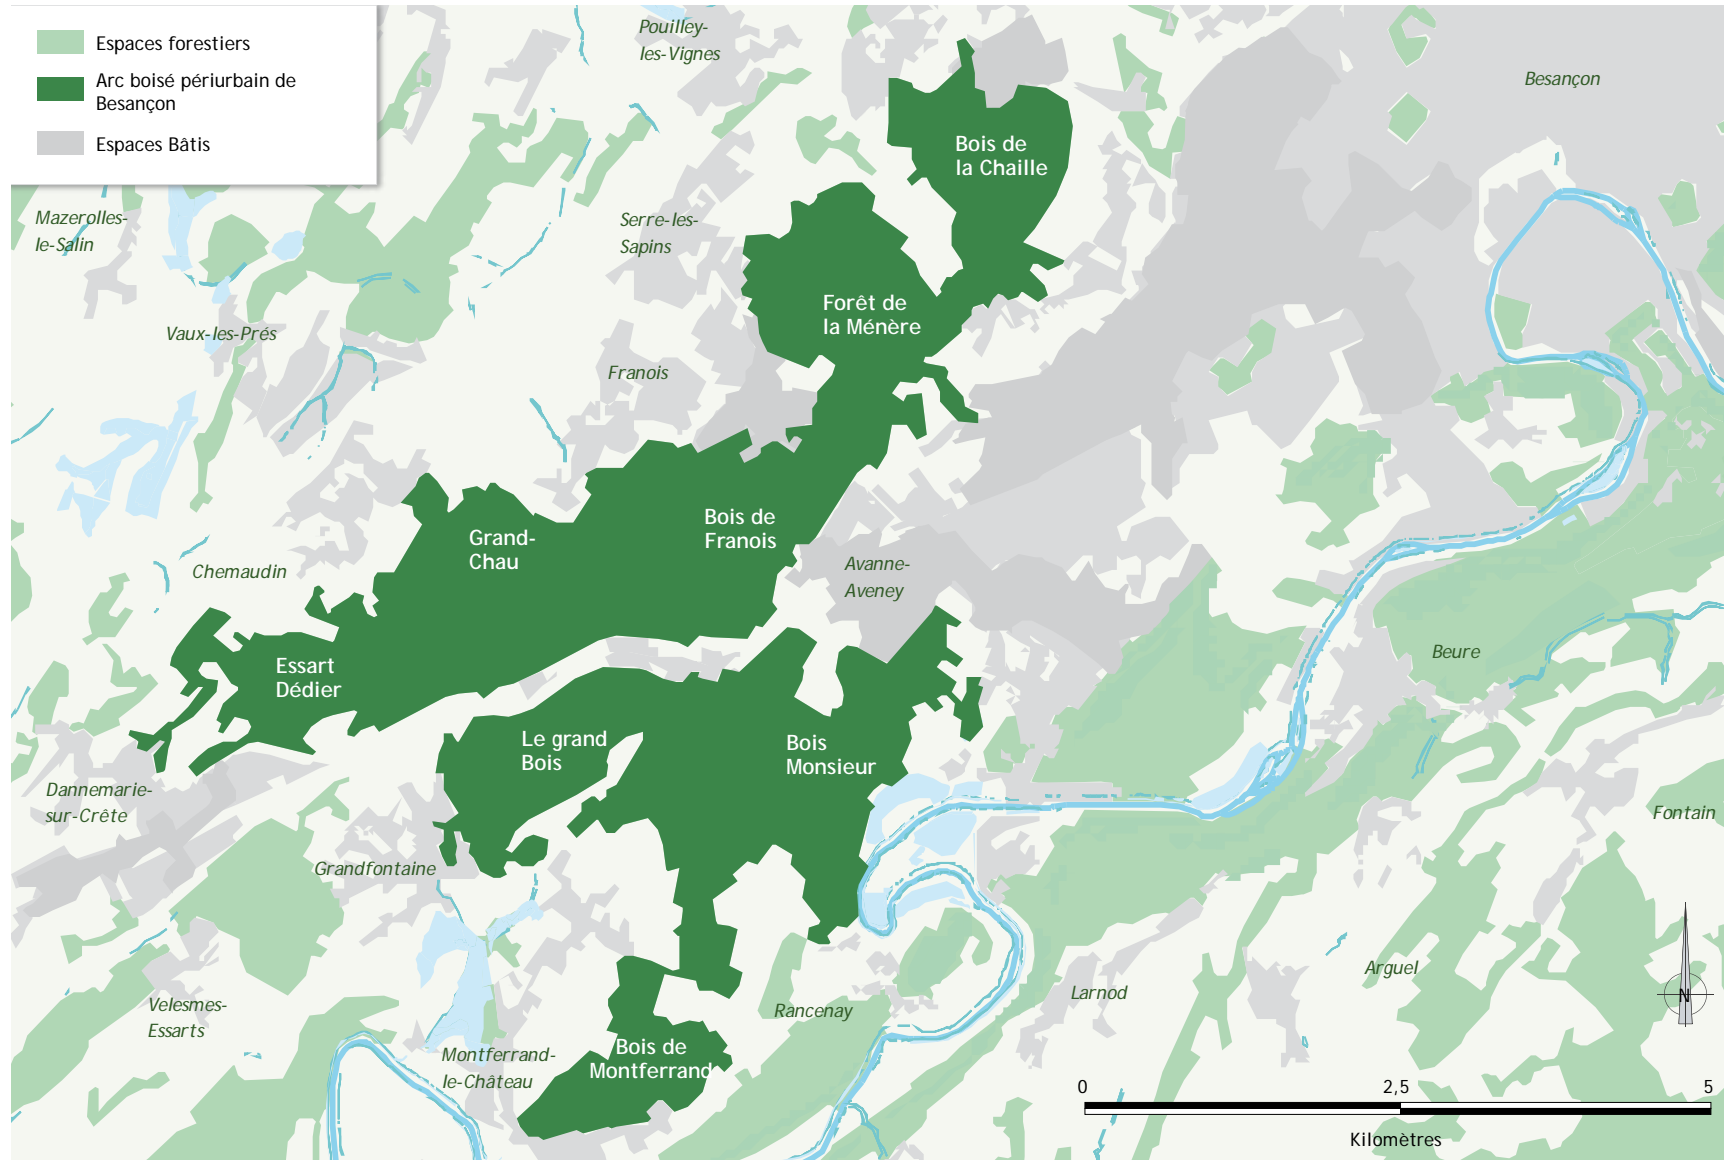 Espaces forestiers
Arc boisé périurbain de
Besançon
Espaces Bâtis
Pouilley-
les-Vignes
Besançon
Bois de
la Chaille
Mazerolles-
le-Salin
Serre-les-
Sapins
Vaux-les-Prés
Forêt de
la Ménère
Franois
Grand-
Chau
Bois de
Franois
Chemaudin
Avanne-
Aveney
Essart
Dédier
Beure
Le grand
Bois
Bois
Monsieur
Dannemarie-
sur-Crête
Fontain
Grandfontaine
Velesmes-
Essarts
Rancenay
Larnod
Arguel
N
Montferrand-
le-Château
Bois de
Montferrand
0 2,5 5
Kilomètres